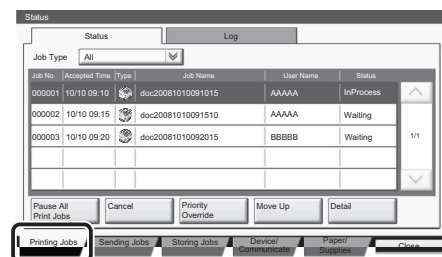 Status
Status Log
Job Type All
Job No. Accepted Time Type Job Name User Name Status
000001 10/10 09:10 doc20081010091015 AAAAA InProcess
000002 10/10 09:15 doc20081010091510 AAAAA Waiting
000003 10/10 09:20 doc20081010092015 BBBBB Waiting
1/1
Pause All
Print Jobs
Cancel
Priority
Override
Move Up
Detail
Printing Jobs
Sending Jobs
Storing Jobs
Device/
Communicate
Paper/
Supplies
Close